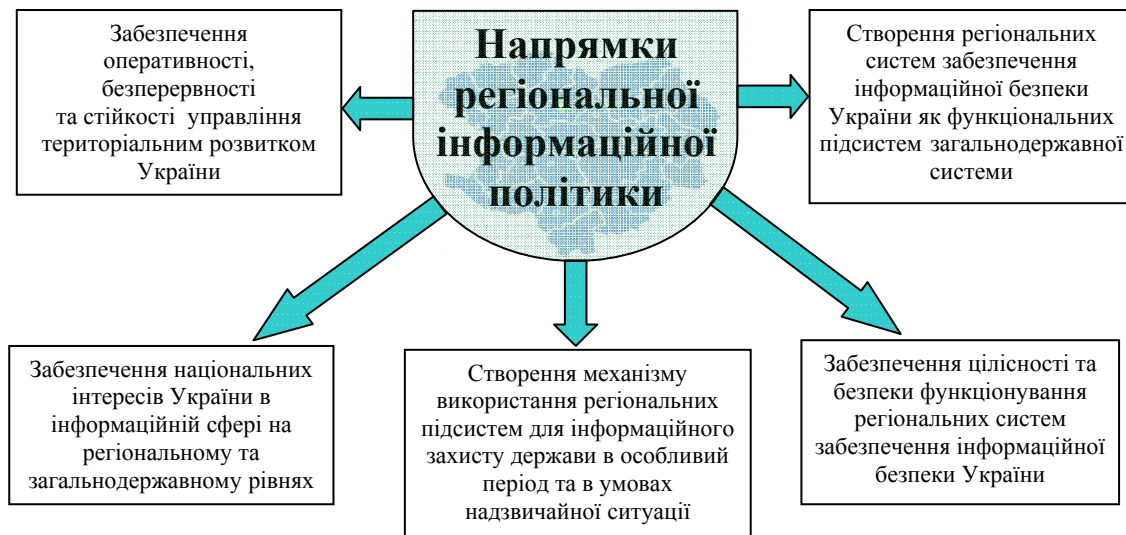 Напрямки
регіональної
інформаційної
політики
Забезпечення
оперативності,
безперервності
та стійкості управління
територіальним розвитком
України
Створення регіональних
систем забезпечення
інформаційної безпеки
України як функціональних
підсистем загальнодержавної
системи
Забезпечення національних
інтересів України в
інформаційній сфері на
регіональному та
загальнодержавному рівнях
Створення механізму
використання регіональних
підсистем для інформаційного
захисту держави в особливий
період та в умовах
надзвичайної ситуації
Забезпечення цілісності та
безпеки функціонування
регіональних систем
забезпечення інформаційної
безпеки України